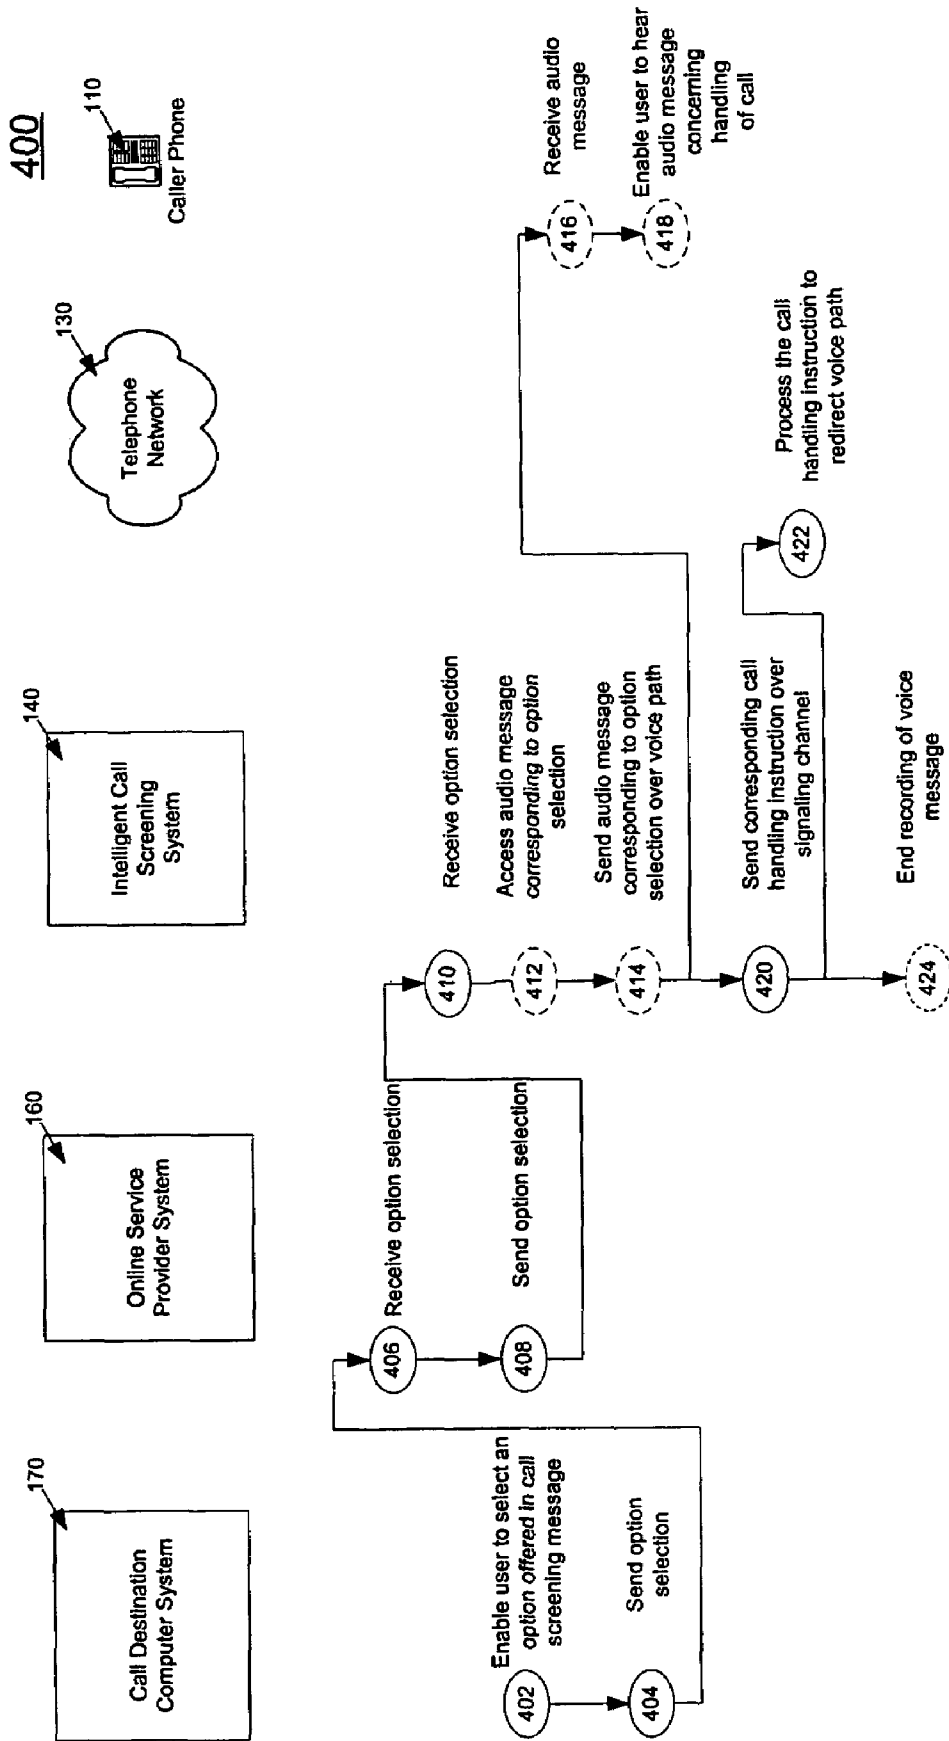 400
170
Call Destination
Computer System
160
Online Service
Provider System
140
Intelligent Call
Screening
System
130
Telephone
Network
110
Caller Phone
402
Enable user to select an
option offered in call
screening message
404
Send option
selection
406
Receive option selection
408
Send option selection
410
Receive option selection
412
Access audio message
corresponding to option
selection
414
Send audio message
corresponding to option
selection over voice path
416
Receive audio
message
418
Enable user to hear
audio message
concerning
handling
of call
420
Send corresponding call
handling instruction over
signaling channel
422
Process the call
handling instruction to
redirect voice path
424
End recording of voice
message